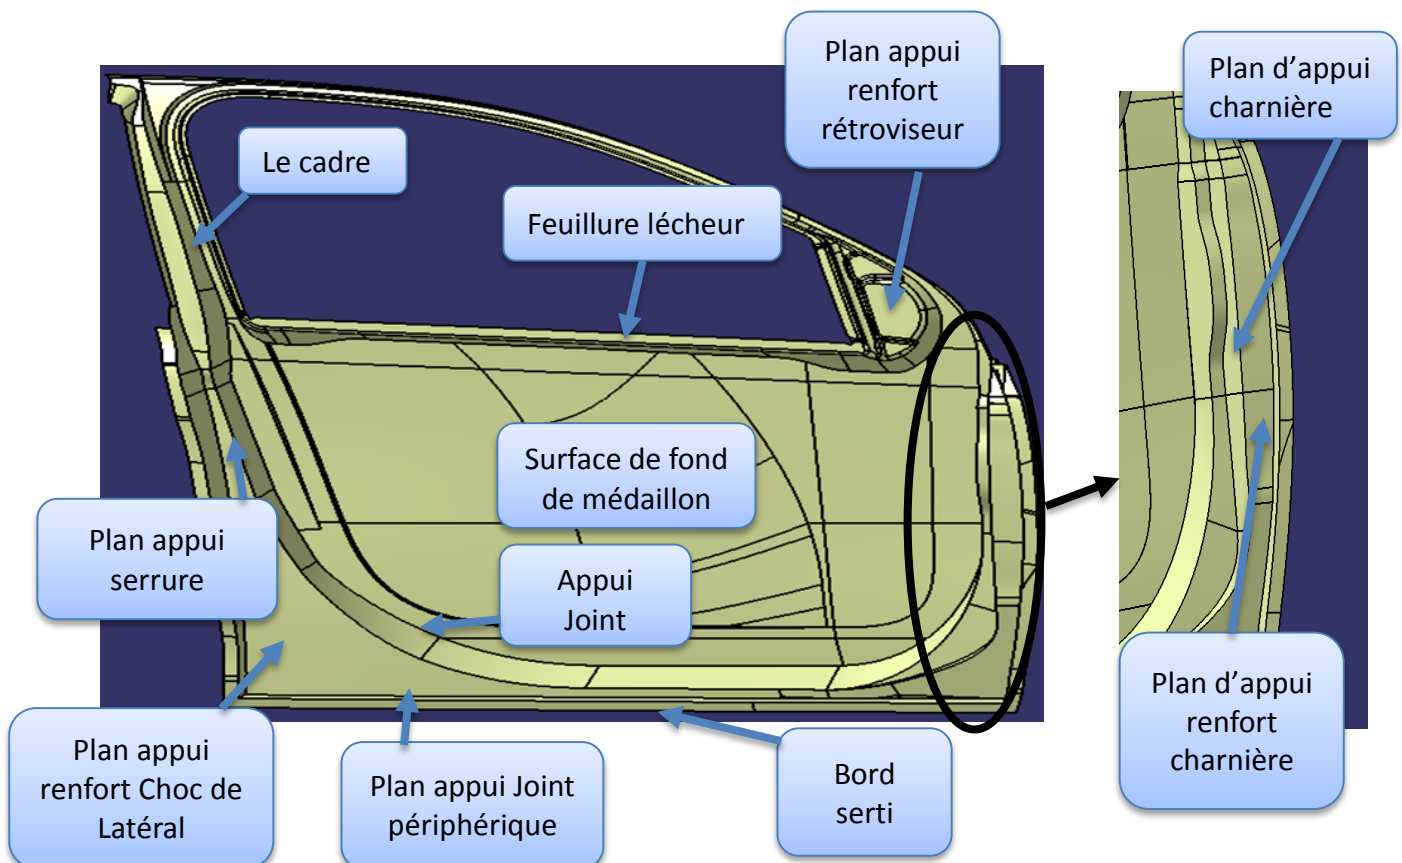 Plan appui
renfort
rétroviseur
Plan d’appui
charnière
Le cadre
Feuillure lécheur
Surface de fond
de médaillon
Plan appui
serrure
Appui
Joint
Plan d’appui
renfort
charnière
Plan appui
renfort Choc de
Latéral
Plan appui Joint
périphérique
Bord
serti